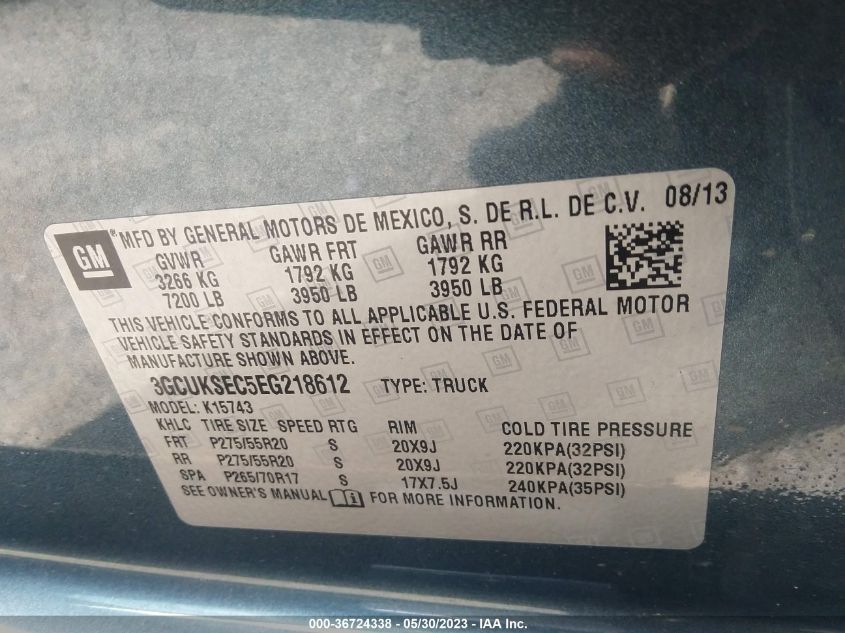 GM ® MFD BY GENERAL MOTORS DE MEXICO, S. DE R.L. DE C.V. 08/13
GVWR GAWR FRT GAWR RR
3266 KG 1792 KG 1792 KG
7200 LB 3950 LB 3950 LB
THIS VEHICLE CONFORMS TO ALL APPLICABLE U.S. FEDERAL MOTOR
VEHICLE SAFETY STANDARDS IN EFFECT ON THE DATE OF
MANUFACTURE SHOWN ABOVE.
3GCUKSEC5EG218612 TYPE: TRUCK
MODEL: K15743
KHLC TIRE SIZE SPEED RTG RIM COLD TIRE PRESSURE
FRT P275/55R20 S 20X9J 220KPA(32PSI)
RR P275/55R20 S 20X9J 220KPA(32PSI)
SPA P265/70R17 S 17X7.5J 240KPA(35PSI)
SEE OWNER'S MANUAL FOR MORE INFORMATION.
000-36724338 - 05/30/2023 - IAA Inc.